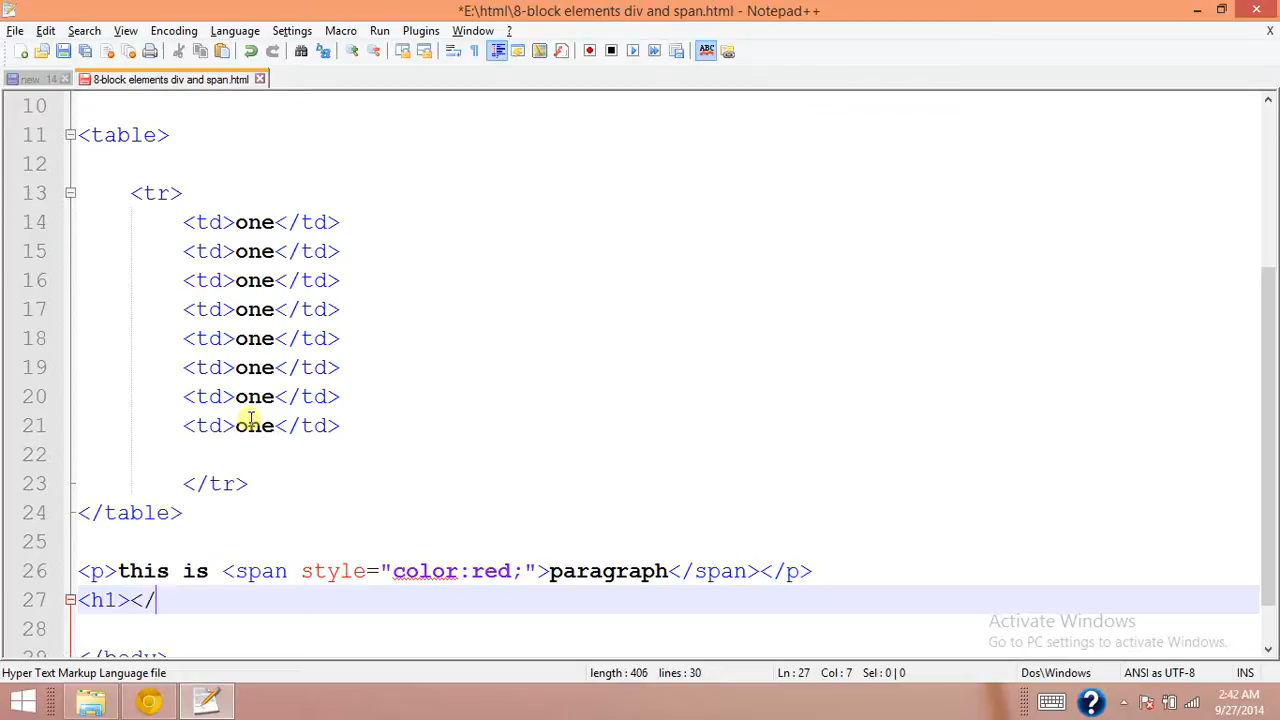 *E:\html\8-block elements div and span.html - Notepad++
File Edit Search View Encoding Language Settings Macro Run Plugins Window ? X
new 14 8-block elements div and span.html
10
11 <table>
12
13 <tr>
14 <td>one</td>
15 <td>one</td>
16 <td>one</td>
17 <td>one</td>
18 <td>one</td>
19 <td>one</td>
20 <td>one</td>
21 <td>one</td>
22
23 </tr>
24 </table>
25
26 <p>this is <span style="color:red;">paragraph</span></p>
27 <h1></
28
29 </body>
Activate Windows
Go to PC settings to activate Windows.
Hyper Text Markup Language file length : 406 lines : 30 Ln : 27 Col : 7 Sel : 0 | 0 Dos\Windows ANSI as UTF-8 INS
2:42 AM
9/27/2014